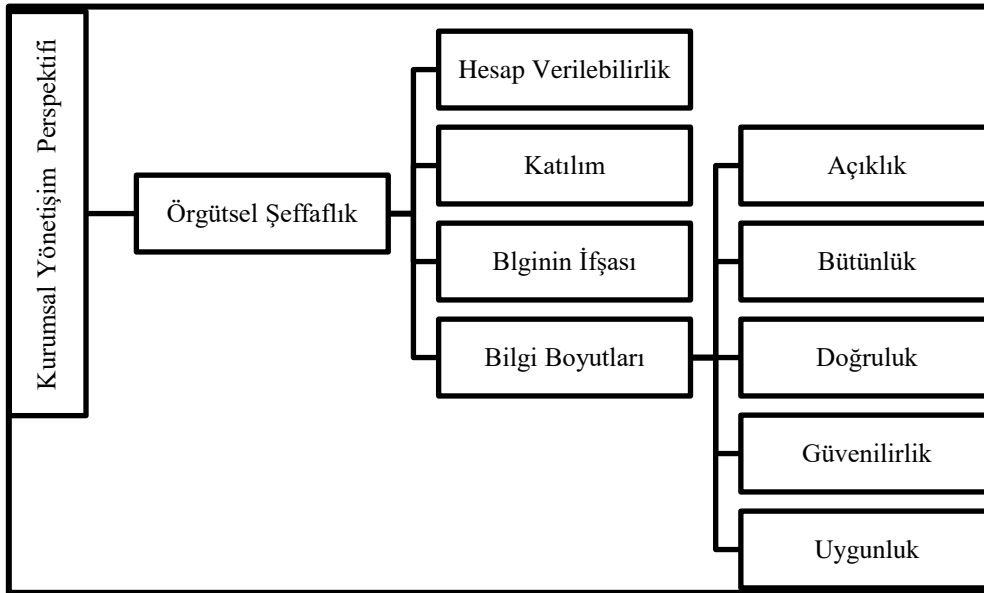 Kurumsal Yönetişim Perspektifi
Örgütsel Şeffaflık
Hesap Verilebilirlik
Katılım
Blginin İfşası
Bilgi Boyutları
Açıklık
Bütünlük
Doğruluk
Güvenilirlik
Uygunluk